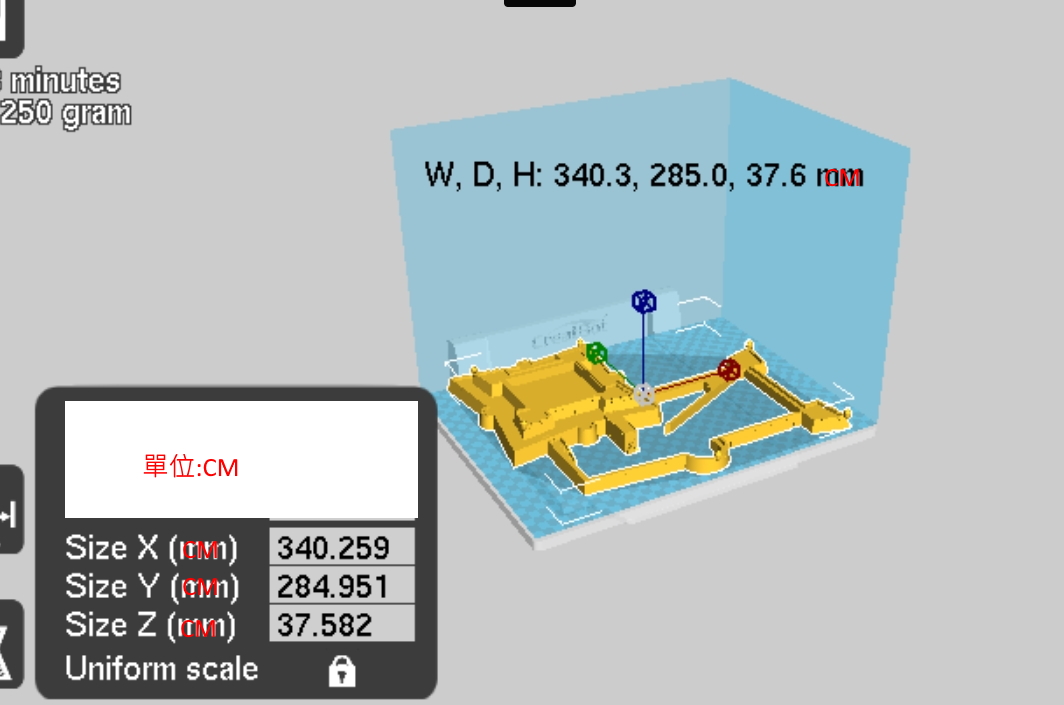 minutes
250 gram
W, D, H: 340.3, 285.0, 37.6 mm CM
單位:CM
Size X (mm) CM 340.259
Size Y (mm) CM 284.951
Size Z (mm) CM 37.582
Uniform scale